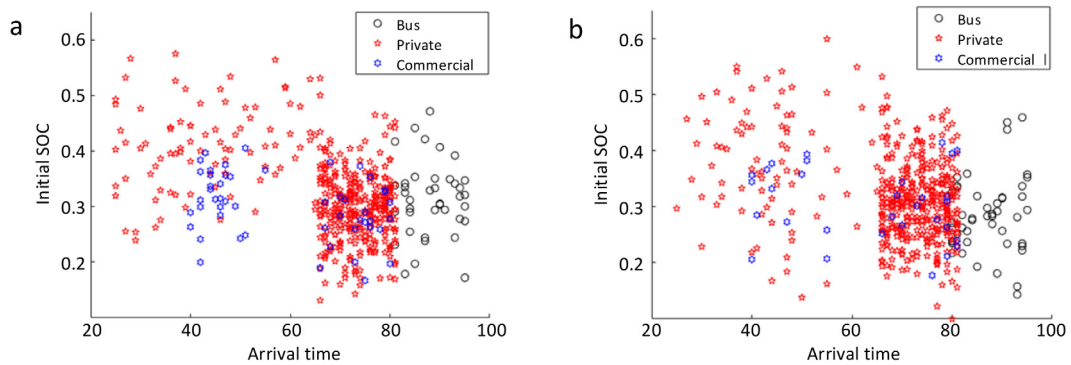 a
Bus
Private
Commercial
0.6
0.5
0.4
0.3
0.2
Initial SOC
20
40
60
80
100
Arrival time
b
Bus
Private
Commercial
0.6
0.5
0.4
0.3
0.2
Initial SOC
20
40
60
80
100
Arrival time